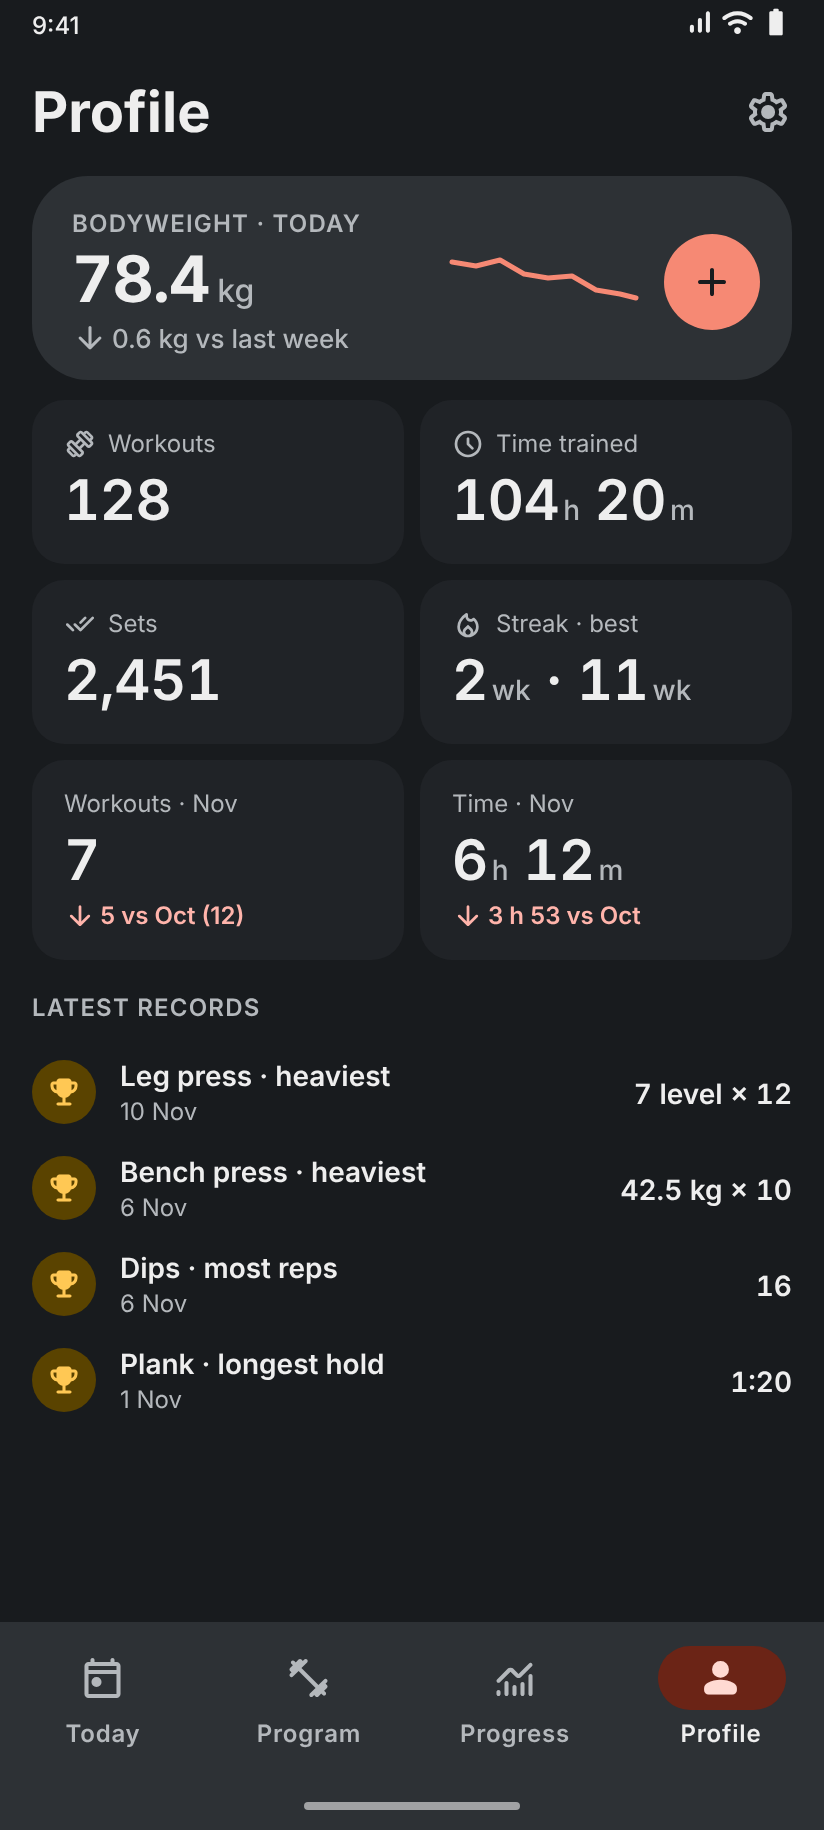 9:41
Profile
BODYWEIGHT · TODAY
78.4 kg
↓ 0.6 kg vs last week
Workouts
128
Time trained
104 h 20 m
Sets
2,451
Streak · best
2 wk · 11 wk
Workouts · Nov
7
↓ 5 vs Oct (12)
Time · Nov
6 h 12 m
↓ 3 h 53 vs Oct
LATEST RECORDS
Leg press · heaviest
10 Nov
7 level × 12
Bench press · heaviest
6 Nov
42.5 kg × 10
Dips · most reps
6 Nov
16
Plank · longest hold
1 Nov
1:20
Today
Program
Progress
Profile